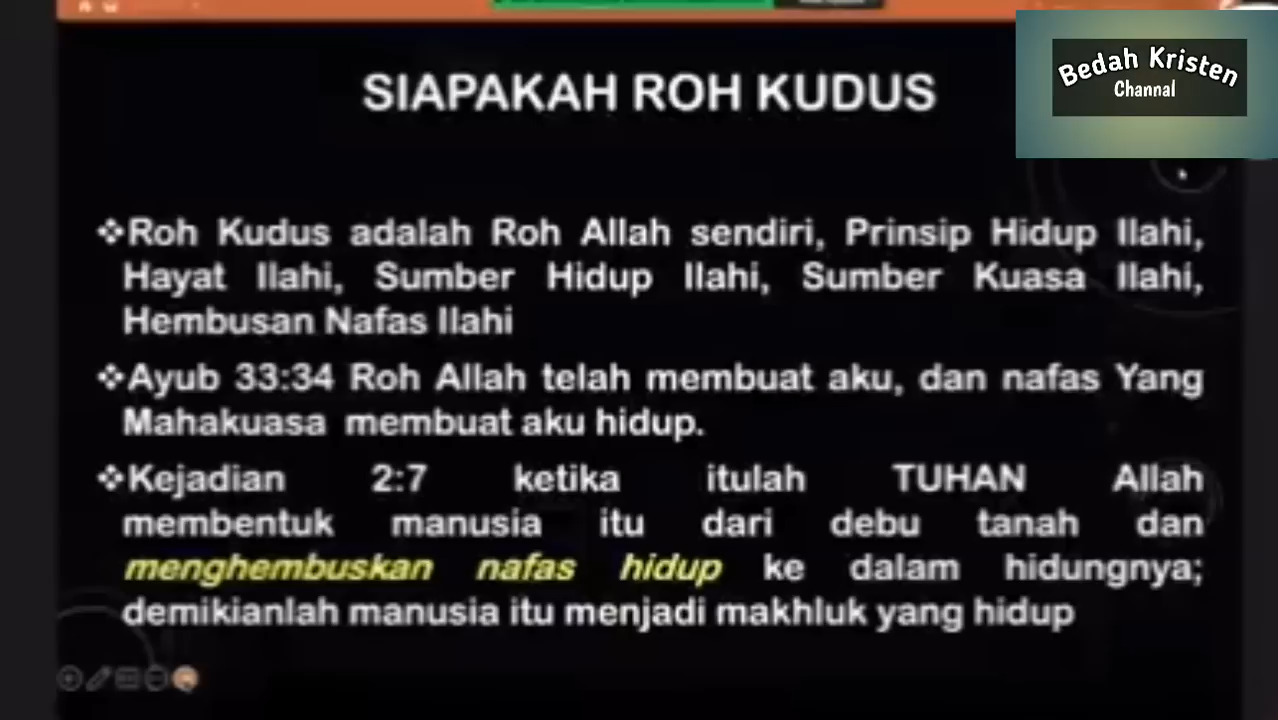 SIAPAKAH ROH KUDUS
Bedah Kristen
Channal
❖Roh Kudus adalah Roh Allah sendiri, Prinsip Hidup Ilahi,
Hayat Ilahi, Sumber Hidup Ilahi, Sumber Kuasa Ilahi,
Hembusan Nafas Ilahi
❖Ayub 33:34 Roh Allah telah membuat aku, dan nafas Yang
Mahakuasa membuat aku hidup.
❖Kejadian 2:7 ketika itulah TUHAN Allah
membentuk manusia itu dari debu tanah dan
menghembuskan nafas hidup ke dalam hidungnya;
demikianlah manusia itu menjadi makhluk yang hidup